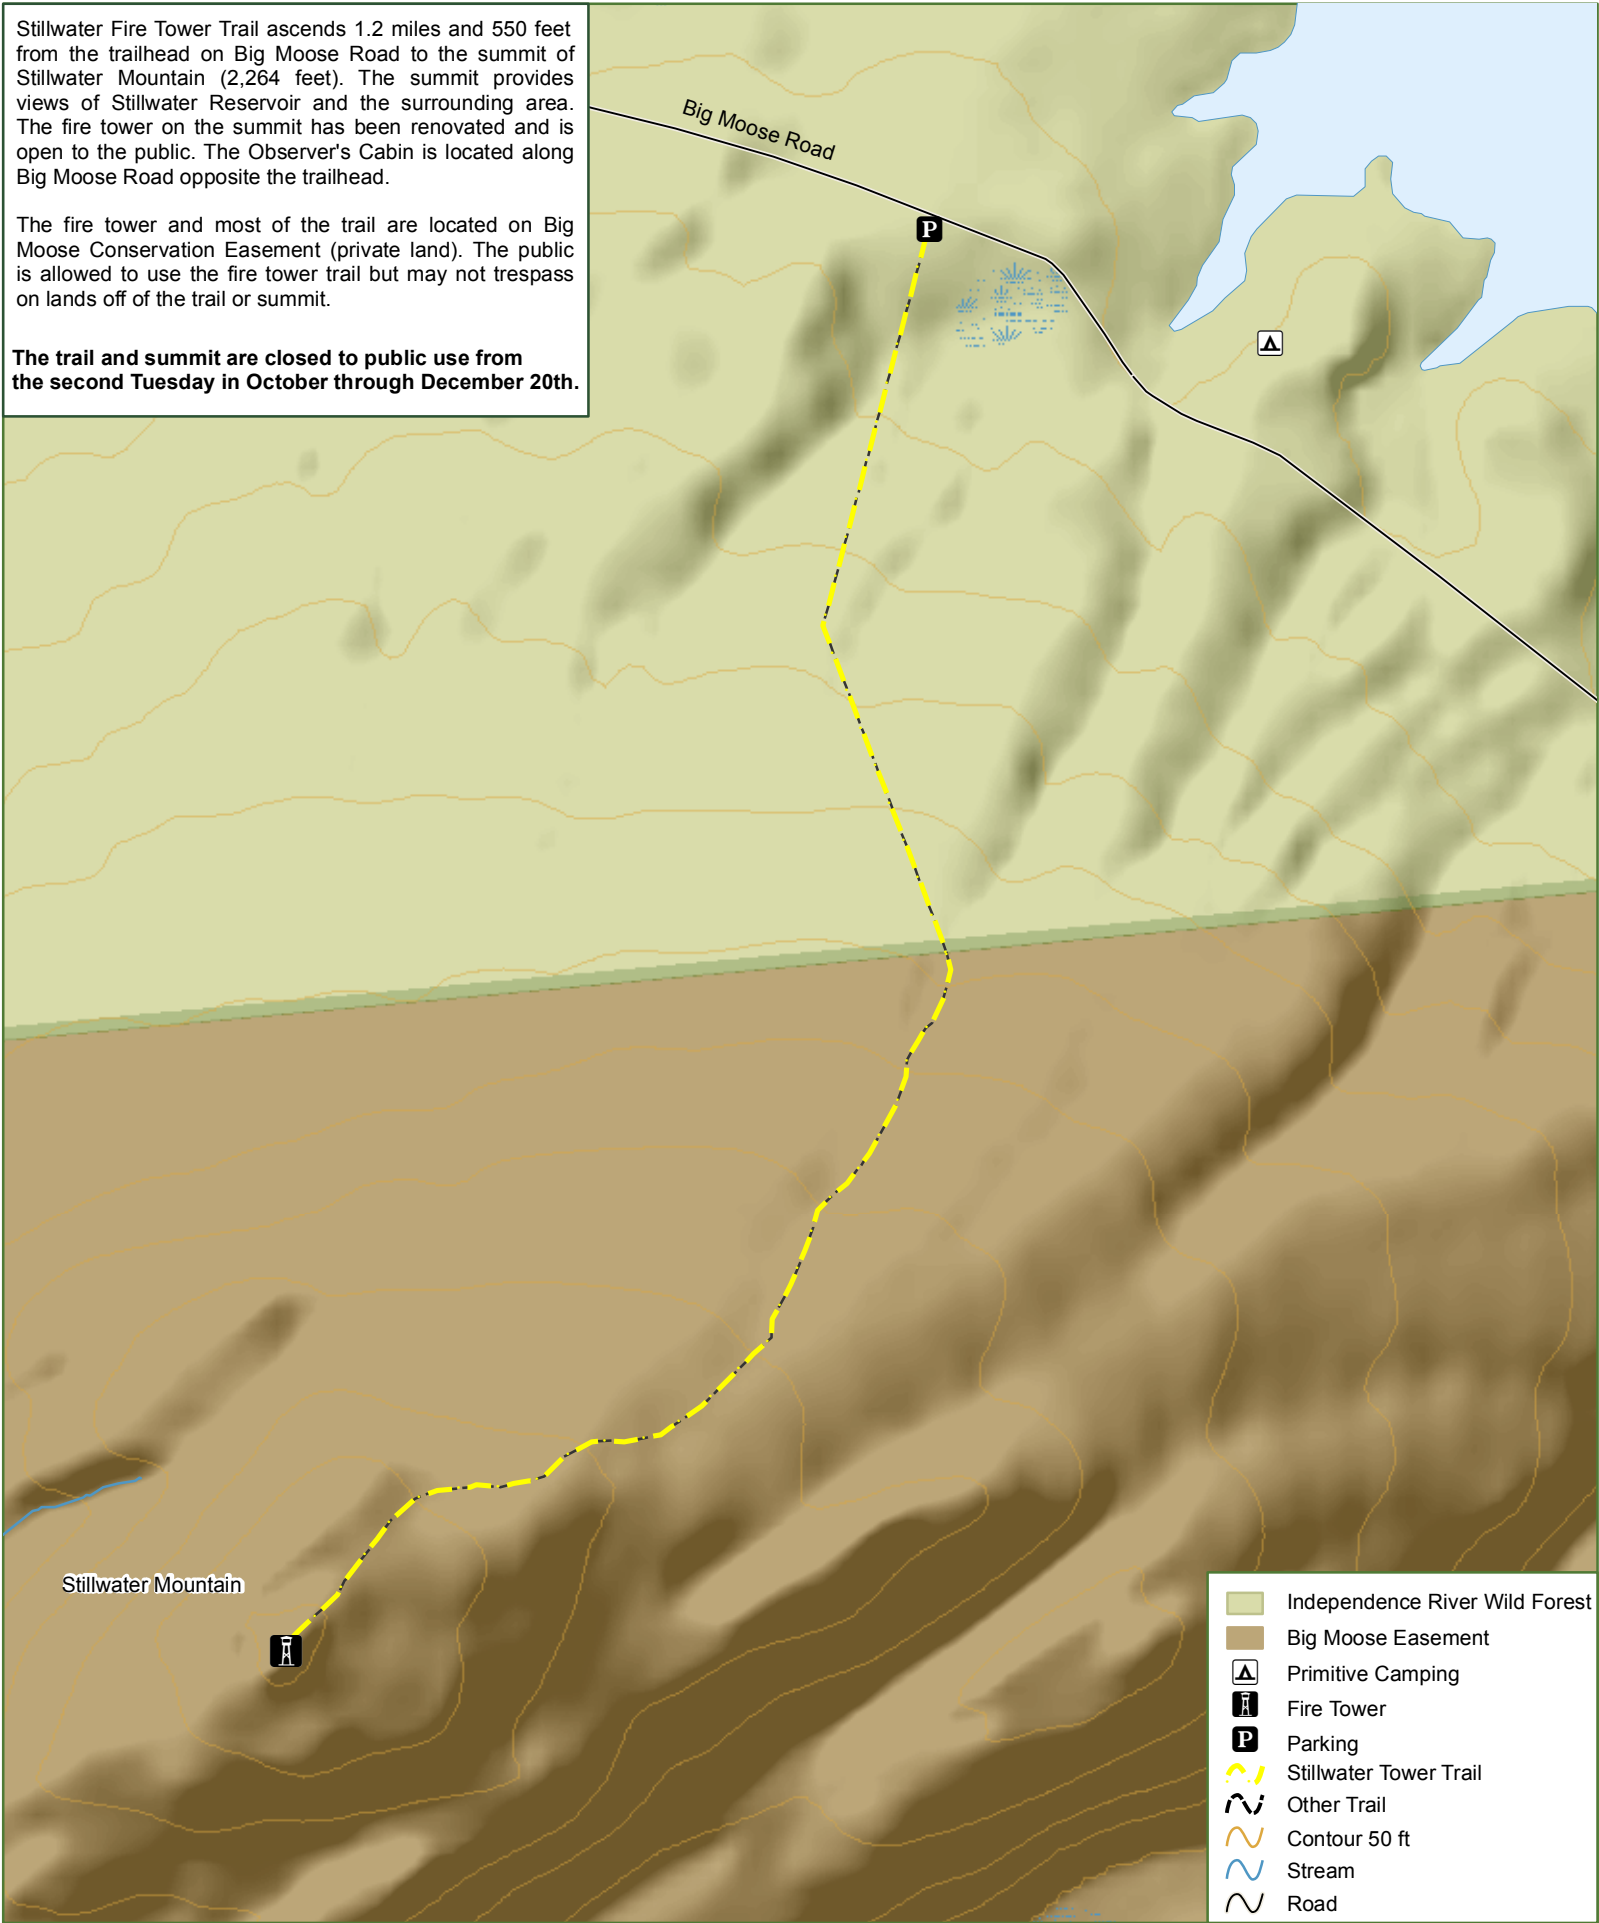 Stillwater Fire Tower Trail ascends 1.2 miles and 550 feet
from the trailhead on Big Moose Road to the summit of
Stillwater Mountain (2,264 feet). The summit provides
views of Stillwater Reservoir and the surrounding area.
The fire tower on the summit has been renovated and is
open to the public. The Observer's Cabin is located along
Big Moose Road opposite the trailhead.
The fire tower and most of the trail are located on Big
Moose Conservation Easement (private land). The public
is allowed to use the fire tower trail but may not trespass
on lands off of the trail or summit.
The trail and summit are closed to public use from
the second Tuesday in October through December 20th.
Big Moose Road
P
Stillwater Mountain
Independence River Wild Forest
Big Moose Easement
Primitive Camping
Fire Tower
P Parking
Stillwater Tower Trail
Other Trail
Contour 50 ft
Stream
Road